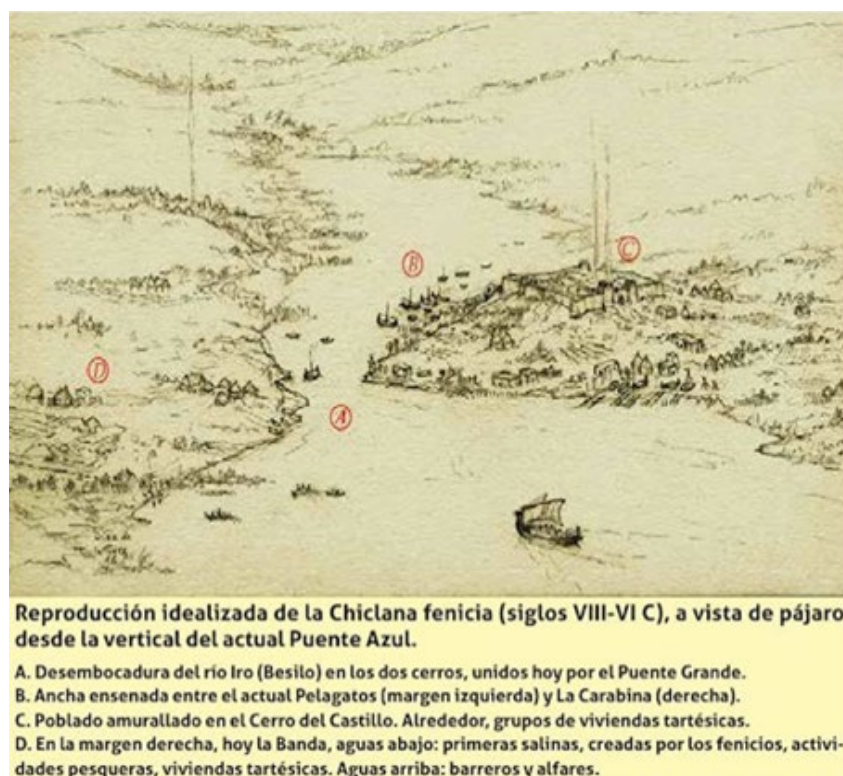 B
C
D
A
Reproducción idealizada de la Chiclana fenicia (siglos VIII-VI C), a vista de pájaro
desde la vertical del actual Puente Azul.
A. Desembocadura del río Iro (Besilo) en los dos cerros, unidos hoy por el Puente Grande.
B. Ancha ensenada entre el actual Pelagatos (margen izquierda) y La Carabina (derecha).
C. Poblado amurallado en el Cerro del Castillo. Alrededor, grupos de viviendas tartésicas.
D. En la margen derecha, hoy la Banda, aguas abajo: primeras salinas, creadas por los fenicios, activi-
dades pesqueras, viviendas tartésicas. Aguas arriba: barreros y alfares.